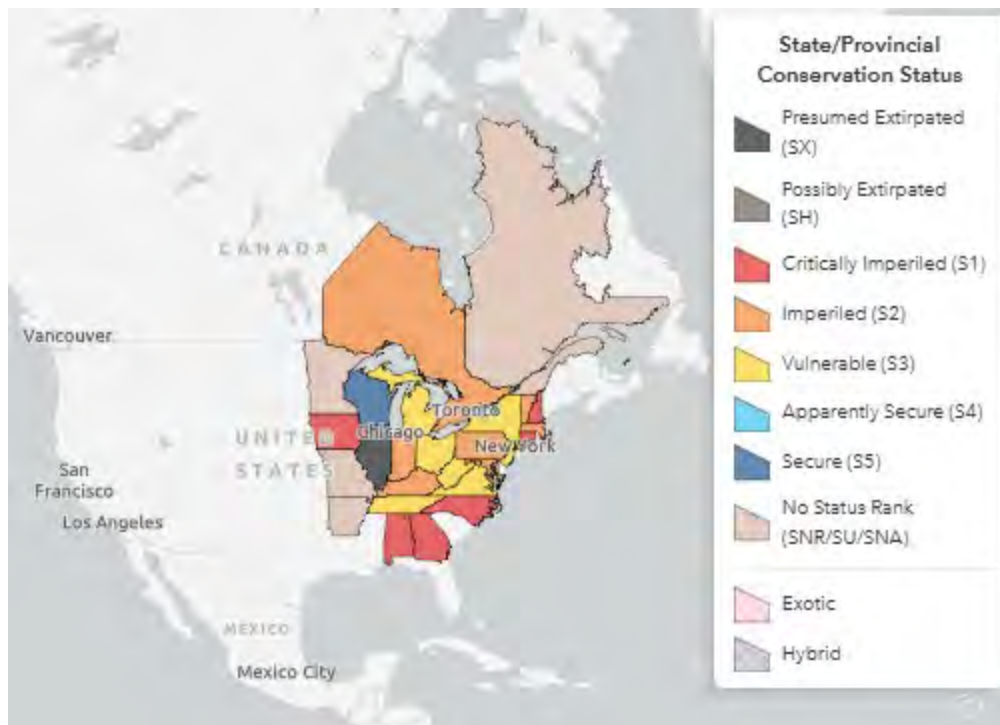 State/Provincial
Conservation Status
Presumed Extirpated
(SX)
Possibly Extirpated
(SH)
Critically Imperiled (S1)
Imperiled (S2)
Vulnerable (S3)
Apparently Secure (S4)
Secure (S5)
No Status Rank
(SNR/SU/SNA)
Exotic
Hybrid
CANADA
Vancouver
Toronto
Chicago
New York
UNITED
STATES
San
Francisco
Los Angeles
MEXICO
Mexico City